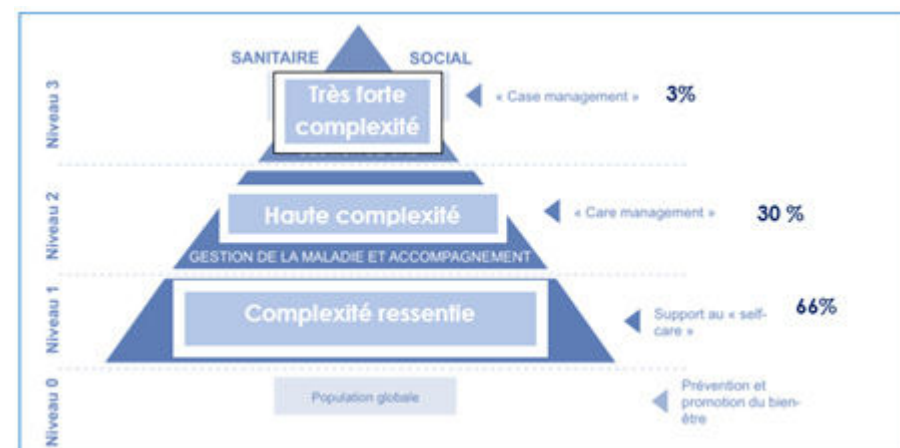 SANITAIRE SOCIAL
Niveau 3
Très forte
complexité
« Case management » 3%
Niveau 2
Haute complexité
« Care management » 30 %
GESTION DE LA MALADIE ET ACCOMPAGNEMENT
Niveau 1
Complexité ressentie
Support au « self-
care »
66%
Niveau 0
Population globale
Prévention et
promotion du bien-
être